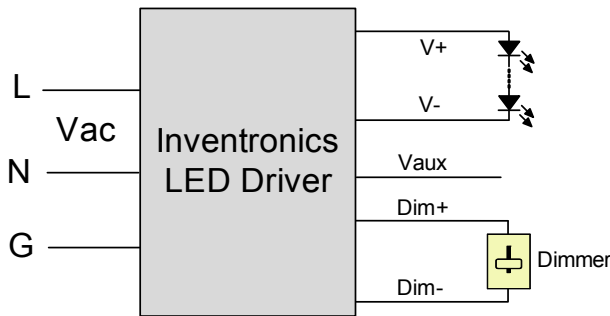 L
Vac
N
G
Inventronics
LED Driver
V+
V-
Vaux
Dim+
Dim-
Dimmer